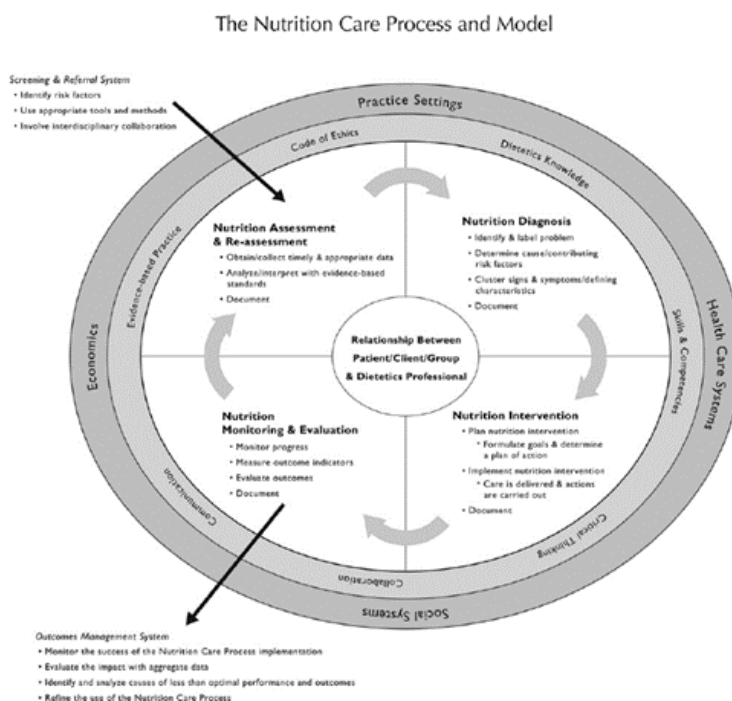 The Nutrition Care Process and Model
Screening & Referral System
• Identify risk factors
• Use appropriate tools and methods
• Involve interdisciplinary collaboration
Practice Settings
Code of Ethics
Dietetics Knowledge
Nutrition Assessment
& Re-assessment
• Obtain/collect timely & appropriate data
• Analyze/interpret with evidence-based
standards
• Document
Nutrition Diagnosis
• Identify & label problem
• Determine cause/contributing
risk factors
• Cluster signs & symptoms/defining
characteristics
• Document
Evidence-based Practice
Economics
Relationship Between
Patient/Client/Group
& Dietetics Professional
Skills & Competencies
Health Care Systems
Nutrition
Monitoring & Evaluation
• Monitor progress
• Measure outcome indicators
• Evaluate outcomes
• Document
Nutrition Intervention
• Plan nutrition intervention
• Formulate goals & determine
a plan of action
• Implement nutrition intervention
• Care is delivered & actions
are carried out
• Document
Communication
Critical Thinking
Collaboration
Social Systems
Outcomes Management System
• Monitor the success of the Nutrition Care Process implementation
• Evaluate the impact with aggregate data
• Identify and analyze causes of less than optimal performance and outcomes
• Refine the use of the Nutrition Care Process